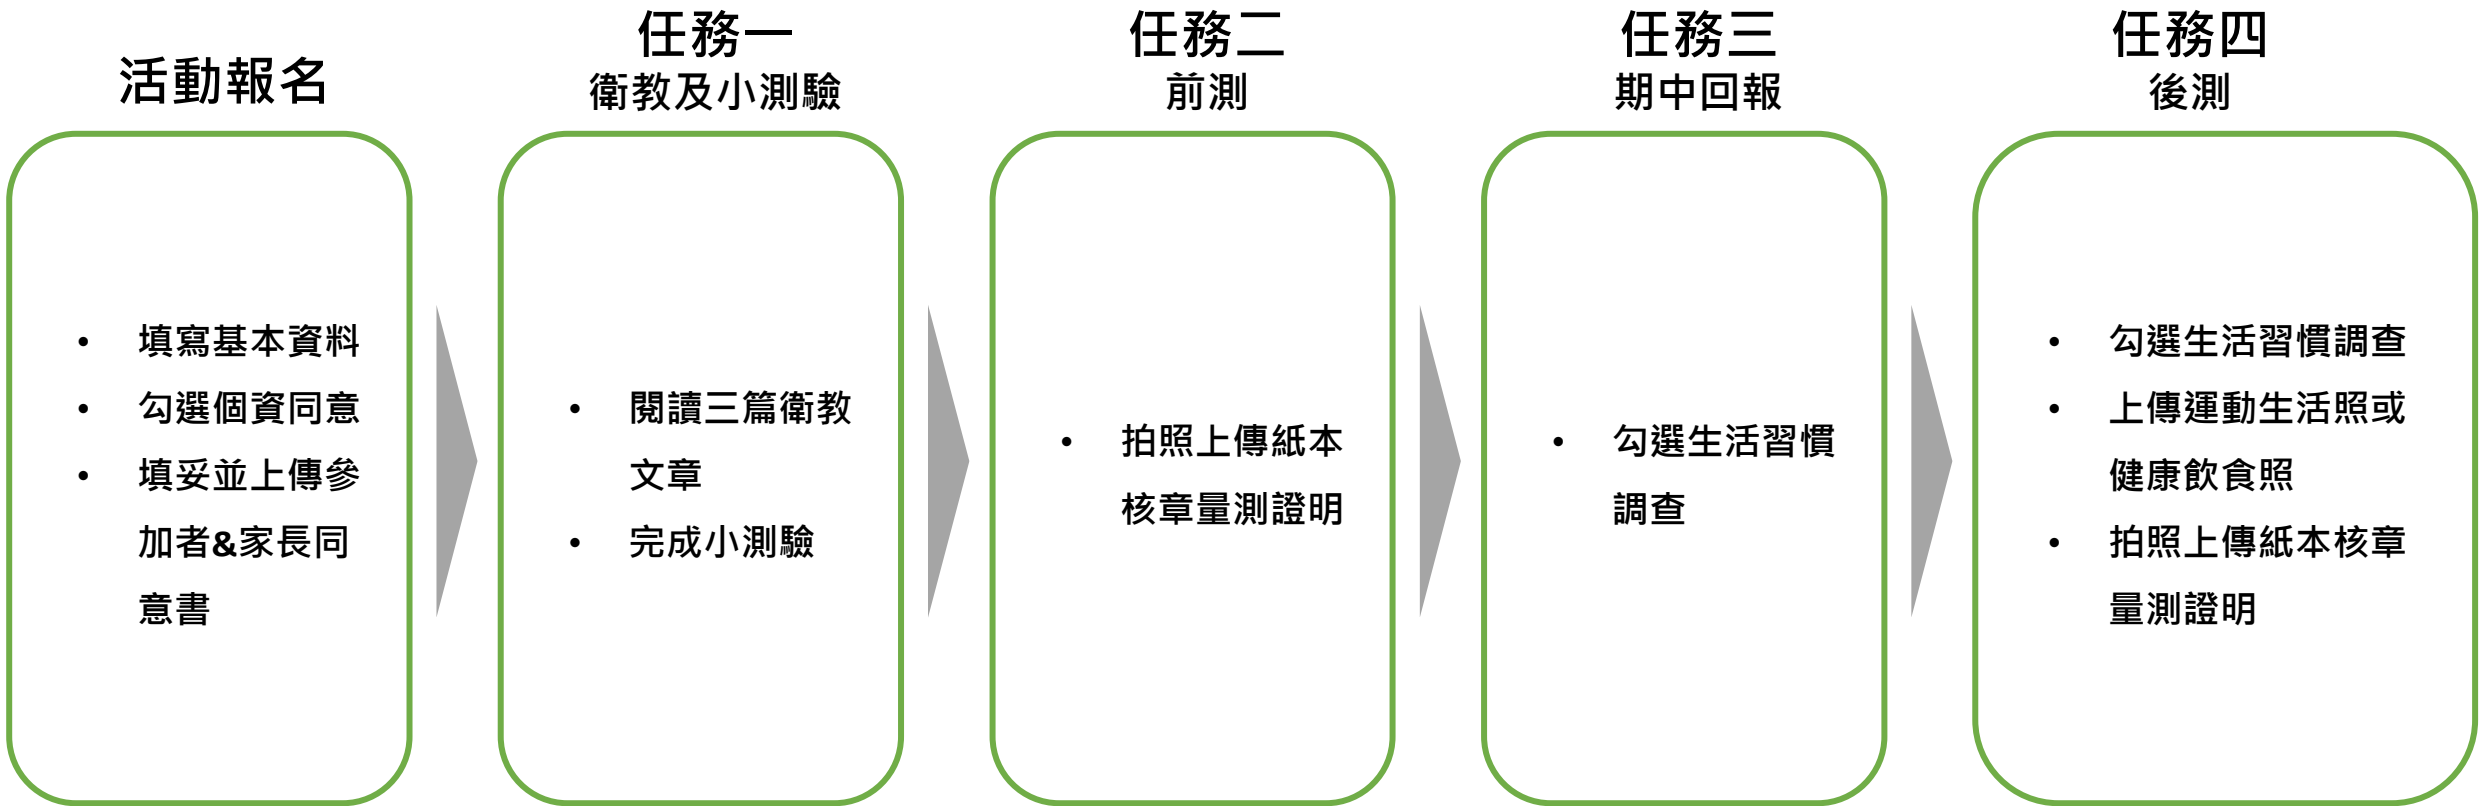 活動報名
• 填寫基本資料
• 勾選個資同意
• 填妥並上傳參
加者&家長同
意書
任務一
衛教及小測驗
• 閱讀三篇衛教
文章
• 完成小測驗
任務二
前測
• 拍照上傳紙本
核章量測證明
任務三
期中回報
• 勾選生活習慣
調查
任務四
後測
• 勾選生活習慣調查
• 上傳運動生活照或
健康飲食照
• 拍照上傳紙本核章
量測證明